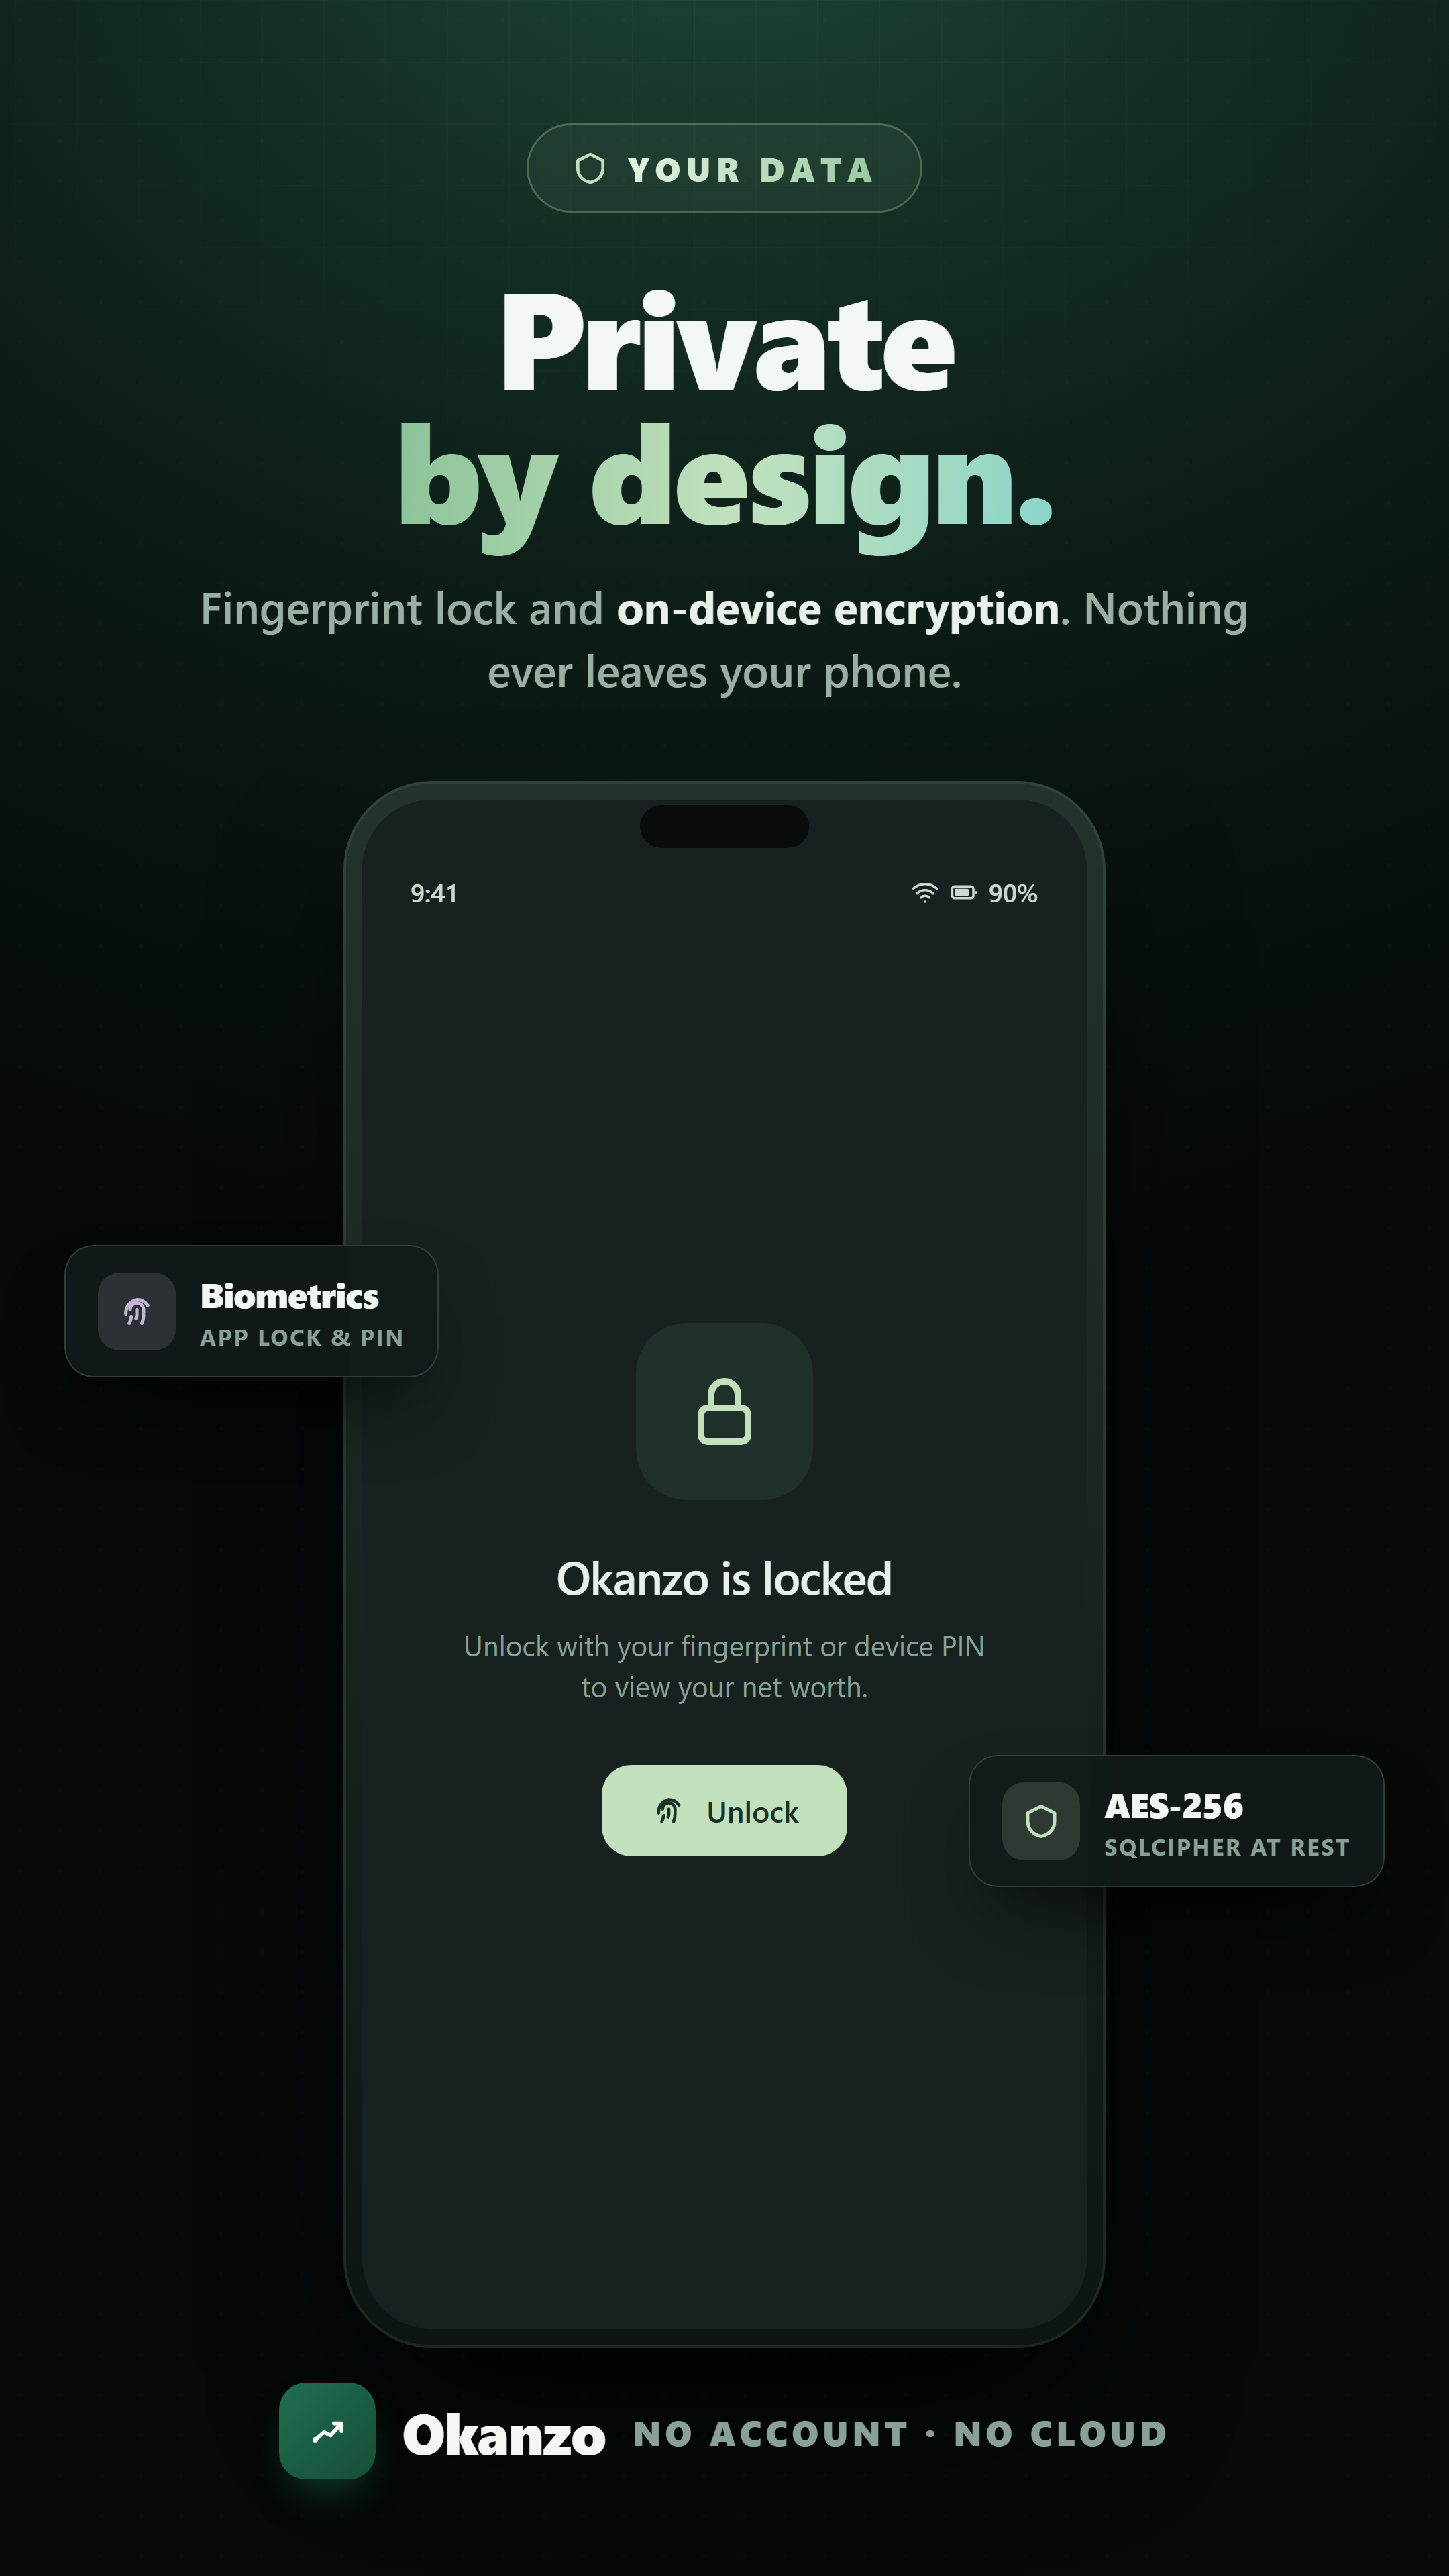 YOUR DATA
Private
by design.
Fingerprint lock and on-device encryption. Nothing
ever leaves your phone.
9:41 90%
Biometrics
APP LOCK & PIN
Okanzo is locked
Unlock with your fingerprint or device PIN
to view your net worth.
Unlock
AES-256
SQLCIPHER AT REST
Okanzo NO ACCOUNT · NO CLOUD